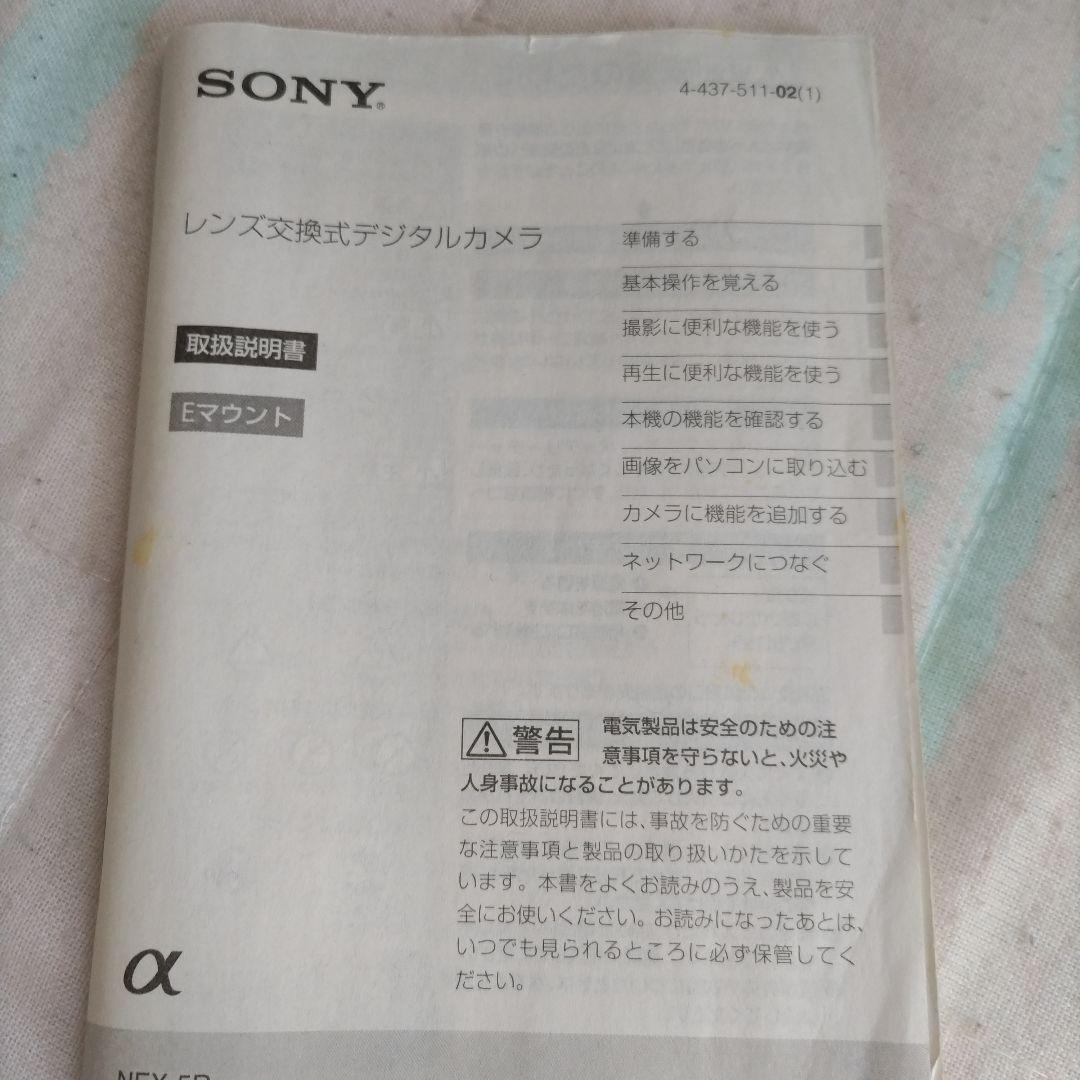 SONY®
4-437-511-02(1)
レンズ交換式デジタルカメラ
取扱説明書
Eマウント
準備する
基本操作を覚える
撮影に便利な機能を使う
再生に便利な機能を使う
本機の機能を確認する
画像をパソコンに取り込む
カメラに機能を追加する
ネットワークにつなぐ
その他
警告
電気製品は安全のための注
意事項を守らないと、火災や
人身事故になることがあります。
この取扱説明書には、事故を防ぐための重要
な注意事項と製品の取り扱いかたを示して
います。本書をよくお読みのうえ、製品を安
全にお使いください。お読みになったあとは、
いつでも見られるところに必ず保管してく
ださい。
α